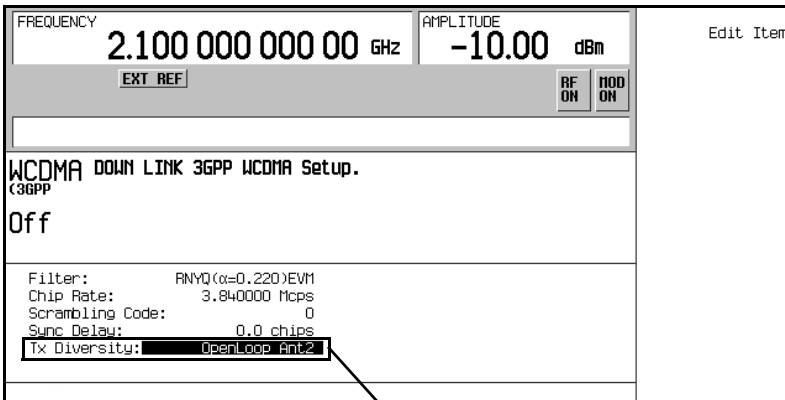 FREQUENCY
2.100 000 000 00 GHz
AMPLITUDE
-10.00 dBm
Edit Item
EXT REF
RF ON
MOD ON
WCDMA DOWN LINK 3GPP WCDMA Setup.
(3GPP
Off
Filter: RNYQ(α=0.220)EVM
Chip Rate: 3.840000 Mcps
Scrambling Code: 0
Sync Delay: 0.0 chips
Tx Diversity: OpenLoop Ant2